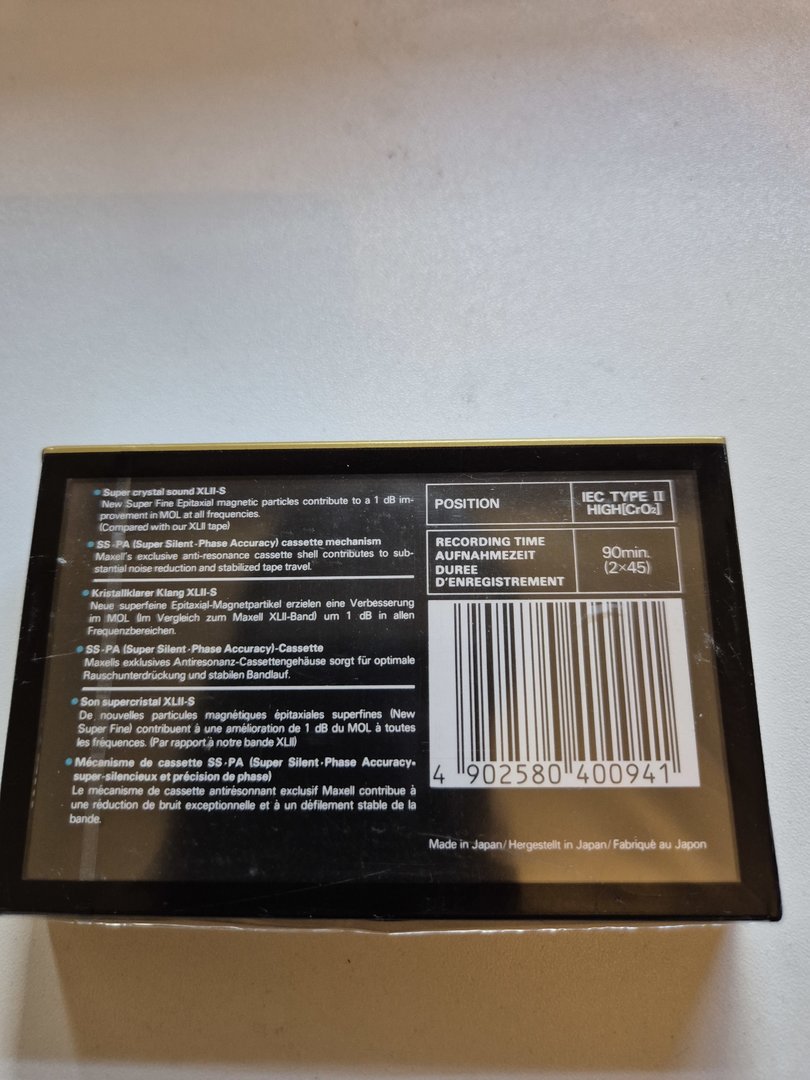 • Super crystal sound XLII-S
New Super Fine Epitaxial magnetic particles contribute to a 1 dB im-
provement in MOL at all frequencies.
(Compared with our XLII tape)
• SS·PA (Super Silent·Phase Accuracy) cassette mechanism
Maxell's exclusive anti-resonance cassette shell contributes to sub-
stantial noise reduction and stabilized tape travel.
• Kristallklarer Klang XLII-S
Neue superfeine Epitaxial-Magnetpartikel erzielen eine Verbesserung
im MOL (Im Vergleich zum Maxell XLII-Band) um 1 dB in allen
Frequenzbereichen.
• SS·PA (Super Silent·Phase Accuracy)-Cassette
Maxells exklusives Antiresonanz-Cassettengehäuse sorgt für optimale
Rauschunterdrückung und stabilen Bandlauf.
• Son supercristal XLII-S
De nouvelles particules magnétiques épitaxiales superfines (New
Super Fine) contribuent à une amélioration de 1 dB du MOL à toutes
les fréquences. (Par rapport à notre bande XLII)
• Mécanisme de cassette SS·PA (Super Silent·Phase Accuracy·
super-silencieux et précision de phase)
Le mécanisme de cassette antirésonnant exclusif Maxell contribue à
une réduction de bruit exceptionnelle et à un défilement stable de la
bande.
POSITION
IEC TYPE II
HIGH[CrO₂]
RECORDING TIME
AUFNAHMEZEIT
DUREE
D'ENREGISTREMENT
90min.
(2×45)
4 902580 400941
Made in Japan/Hergestellt in Japan/Fabriqué au Japon